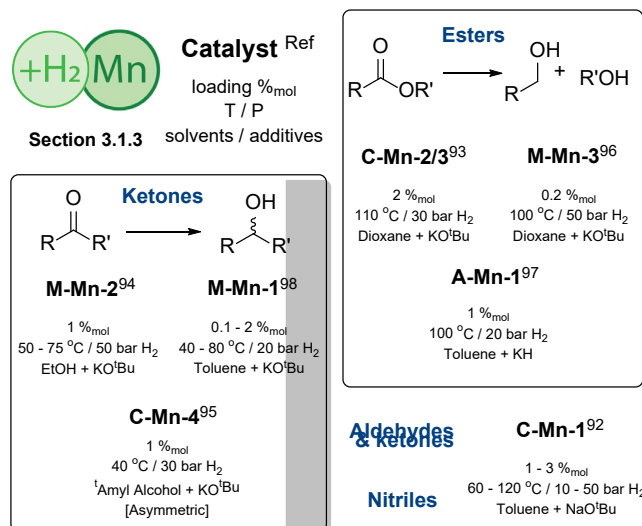 +H₂ Mn
Section 3.1.3
Catalyst Ref
loading %mol
T / P
solvents / additives
Ketones
O
R R'
OH
R R'
M-Mn-2⁹⁴
1 %mol
50 - 75 °C / 50 bar H₂
EtOH + KOᵗBu
M-Mn-1⁹⁸
0.1 - 2 %mol
40 - 80 °C / 20 bar H₂
Toluene + KOᵗBu
C-Mn-4⁹⁵
1 %mol
40 °C / 30 bar H₂
ᵗAmyl Alcohol + KOᵗBu
[Asymmetric]
Esters
O
R OR'
OH
R
+ R'OH
C-Mn-2/3⁹³
2 %mol
110 °C / 30 bar H₂
Dioxane + KOᵗBu
M-Mn-3⁹⁶
0.2 %mol
100 °C / 50 bar H₂
Dioxane + KOᵗBu
A-Mn-1⁹⁷
1 %mol
100 °C / 20 bar H₂
Toluene + KH
Aldehydes
& ketones
Nitriles
C-Mn-1⁹²
1 - 3 %mol
60 - 120 °C / 10 - 50 bar H₂
Toluene + NaOᵗBu